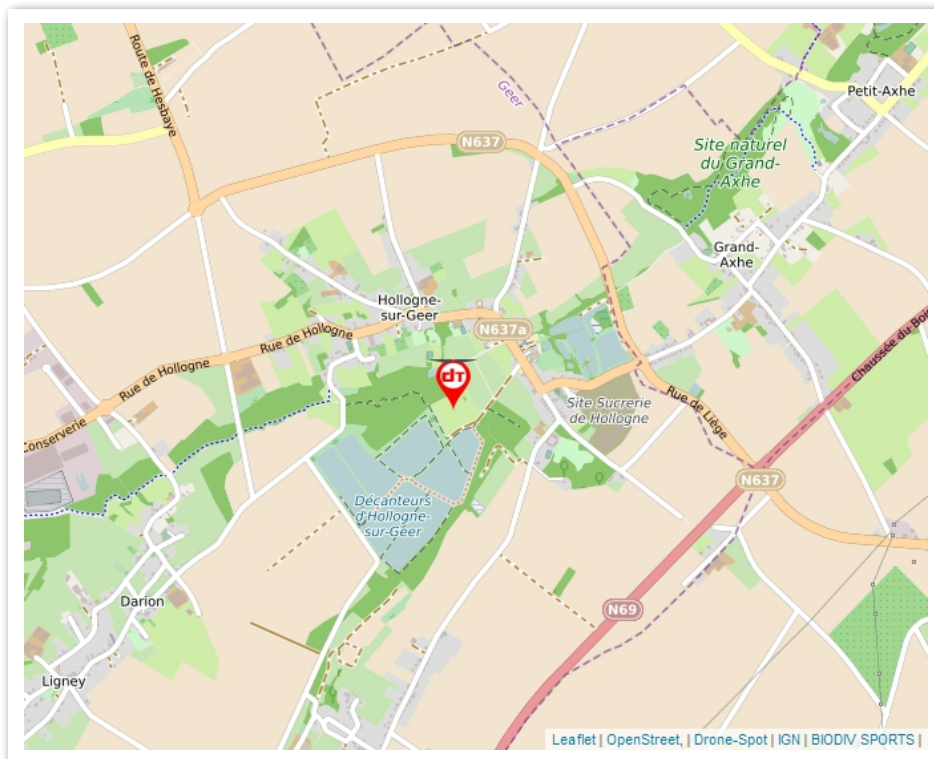 Route de Hesbaye
Geer
Petit-Axhe
N637
Site naturel
du Grand-
Axhe
Grand-
Axhe
Hollogne-
sur-Geer
N637a
Rue de Hollogne
Rue de Hollogne
Chaussée du Boi
dT
Site Sucrerie
de Hollogne
Rue de Liège
Conserverie
N637
Décanteurs
d'Hollogne-
sur-Geer
Darion
N69
Ligney
Leaflet | OpenStreet, | Drone-Spot | IGN | BIODIV SPORTS |